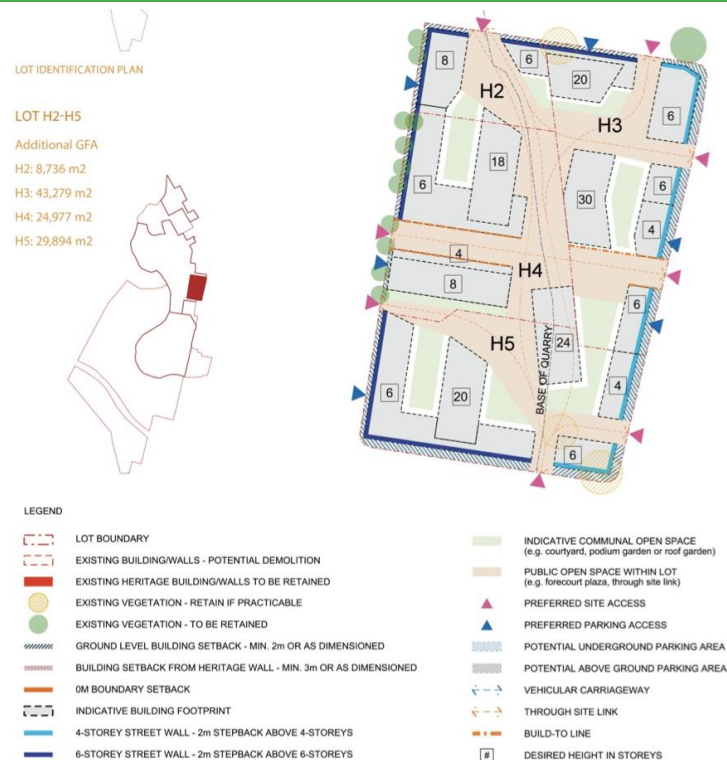 LOT IDENTIFICATION PLAN
LOT H2-H5
Additional GFA
H2: 8,736 m2
H3: 43,279 m2
H4: 24,977 m2
H5: 29,894 m2
8
6
20
H2
H3
6
18
6
6
30
4
4
H4
8
6
24
H5
BASE OF QUARRY
4
6
20
6
LEGEND
LOT BOUNDARY
EXISTING BUILDING/WALLS - POTENTIAL DEMOLITION
EXISTING HERITAGE BUILDING/WALLS TO BE RETAINED
EXISTING VEGETATION - RETAIN IF PRACTICABLE
EXISTING VEGETATION - TO BE RETAINED
GROUND LEVEL BUILDING SETBACK - MIN. 2m OR AS DIMENSIONED
BUILDING SETBACK FROM HERITAGE WALL - MIN. 3m OR AS DIMENSIONED
0M BOUNDARY SETBACK
INDICATIVE BUILDING FOOTPRINT
4-STOREY STREET WALL - 2m STEPBACK ABOVE 4-STOREYS
6-STOREY STREET WALL - 2m STEPBACK ABOVE 6-STOREYS
INDICATIVE COMMUNAL OPEN SPACE
(e.g. courtyard, podium garden or roof garden)
PUBLIC OPEN SPACE WITHIN LOT
(e.g. forecourt plaza, through site link)
PREFERRED SITE ACCESS
PREFERRED PARKING ACCESS
POTENTIAL UNDERGROUND PARKING AREA
POTENTIAL ABOVE GROUND PARKING AREA
VEHICULAR CARRIAGEWAY
THROUGH SITE LINK
BUILD-TO LINE
# DESIRED HEIGHT IN STOREYS